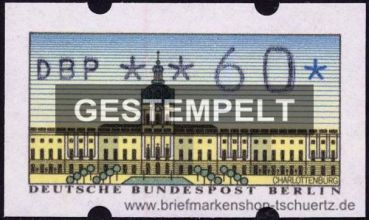 DBP ** 60*
GESTEMPELT
CHARLOTTENBURG
DEUTSCHE BUNDESPOST BERLIN
www.briefmarkenshop-tschuertz.de